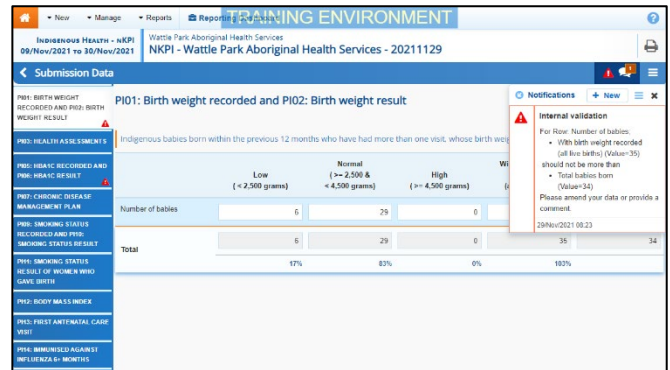 New
Manage
Reports
Reporting Dashboard
TRAINING ENVIRONMENT
INDIGENOUS HEALTH - NKPI
09/Nov/2021 TO 30/Nov/2021
Wattle Park Aboriginal Health Services
NKPI - Wattle Park Aboriginal Health Services - 20211129
Submission Data
PI01: BIRTH WEIGHT
RECORDED AND PI02: BIRTH
WEIGHT RESULT
PI03: HEALTH ASSESSMENTS
PI05: HBA1C RECORDED AND
PI06: HBA1C RESULT
PI07: CHRONIC DISEASE
MANAGEMENT PLAN
PI09: SMOKING STATUS
RECORDED AND PI10:
SMOKING STATUS RESULT
PI11: SMOKING STATUS
RESULT OF WOMEN WHO
GAVE BIRTH
PI12: BODY MASS INDEX
PI13: FIRST ANTENATAL CARE
VISIT
PI14: IMMUNISED AGAINST
INFLUENZA 6+ MONTHS
PI01: Birth weight recorded and PI02: Birth weight result
Indigenous babies born within the previous 12 months who have had more than one visit, whose birth
Low
( < 2,500 grams)
Normal
( >= 2,500 &
< 4,500 grams)
High
( >= 4,500 grams)
Number of babies 6 29 0
Total 6 29 0 35 34
17% 83% 0% 103%
Notifications + New
Internal validation
For Row: Number of babies.
• With birth weight recorded
(all live births) (Value=35)
should not be more than
• Total babies born
(Value=34)
Please amend your data or provide a
comment.
29/Nov/2021 08:23